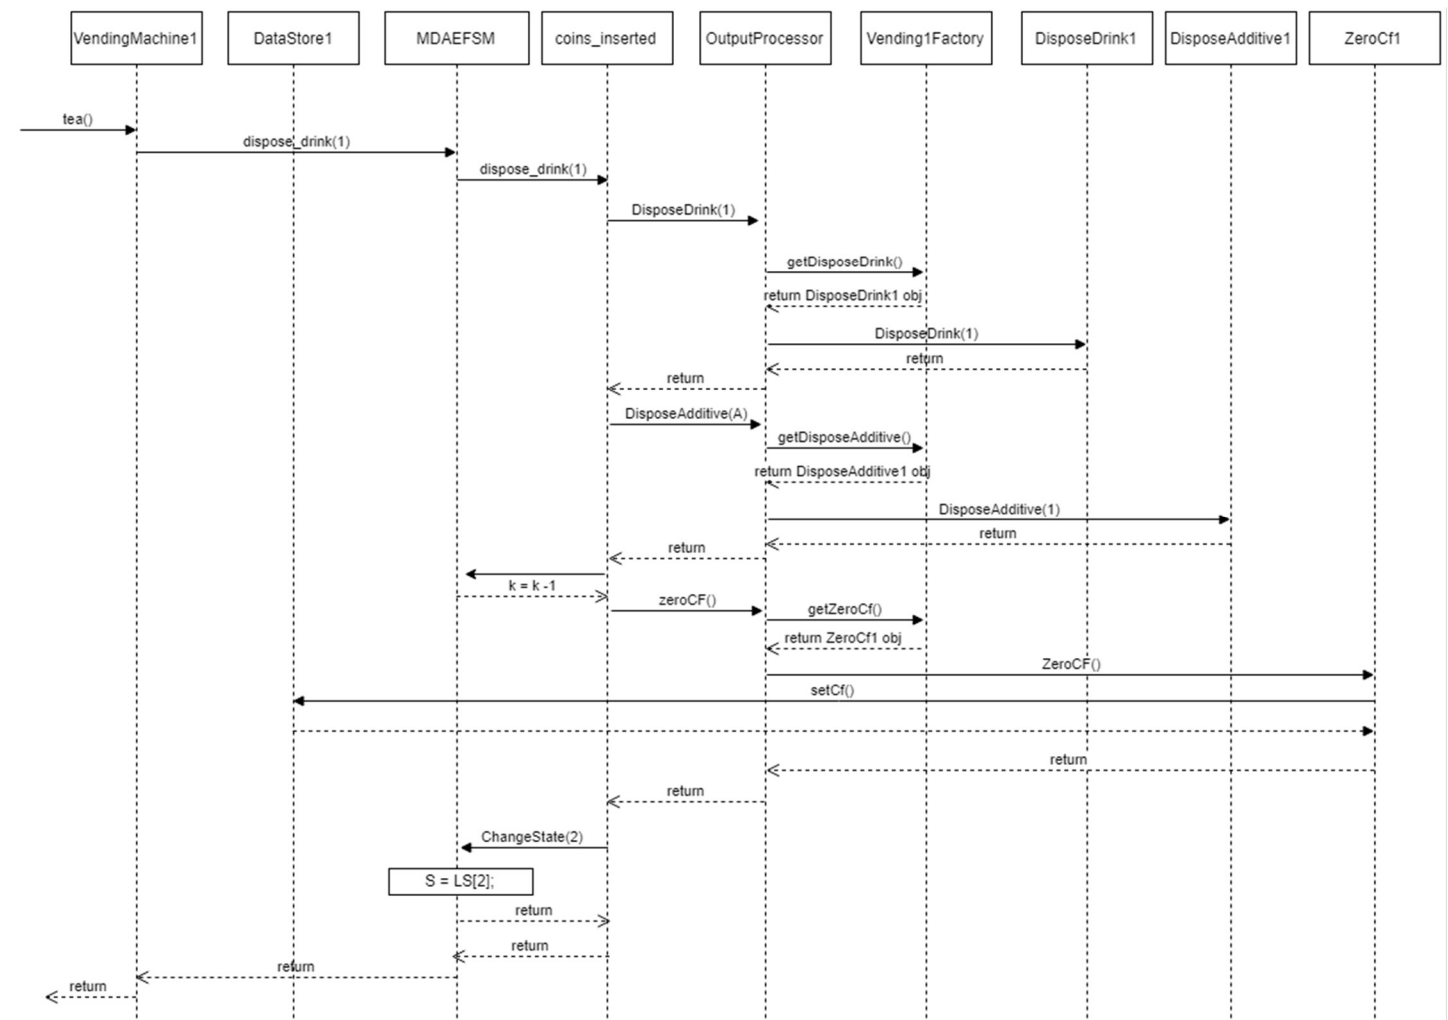 VendingMachine1
DataStore1
MDAEFSM
coins_inserted
OutputProcessor
Vending1Factory
DisposeDrink1
DisposeAdditive1
ZeroCf1
tea()
dispose_drink(1)
dispose_drink(1)
DisposeDrink(1)
getDisposeDrink()
return DisposeDrink1 obj
DisposeDrink(1)
return
return
DisposeAdditive(A)
getDisposeAdditive()
return DisposeAdditive1 obj
DisposeAdditive(1)
return
return
k = k -1
zeroCF()
getZeroCf()
return ZeroCf1 obj
ZeroCF()
setCf()
return
return
ChangeState(2)
S = LS[2];
return
return
return
return